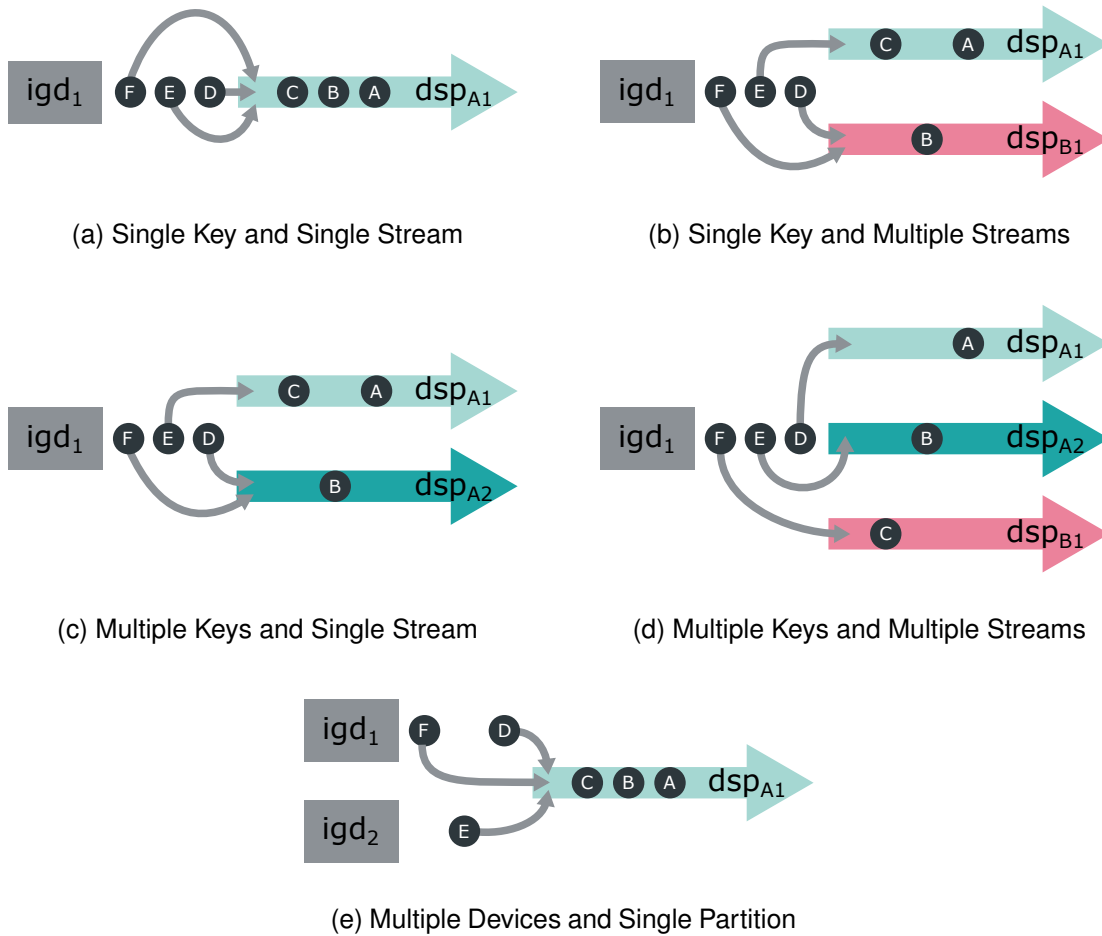 igd1 F E D C B A dspA1
(a) Single Key and Single Stream
C A dspA1
igd1 F E D
B dspB1
(b) Single Key and Multiple Streams
C A dspA1
igd1 F E D
B dspA2
(c) Multiple Keys and Single Stream
A dspA1
igd1 F E D B dspA2
C dspB1
(d) Multiple Keys and Multiple Streams
igd1 F D
C B A dspA1
igd2 E
(e) Multiple Devices and Single Partition